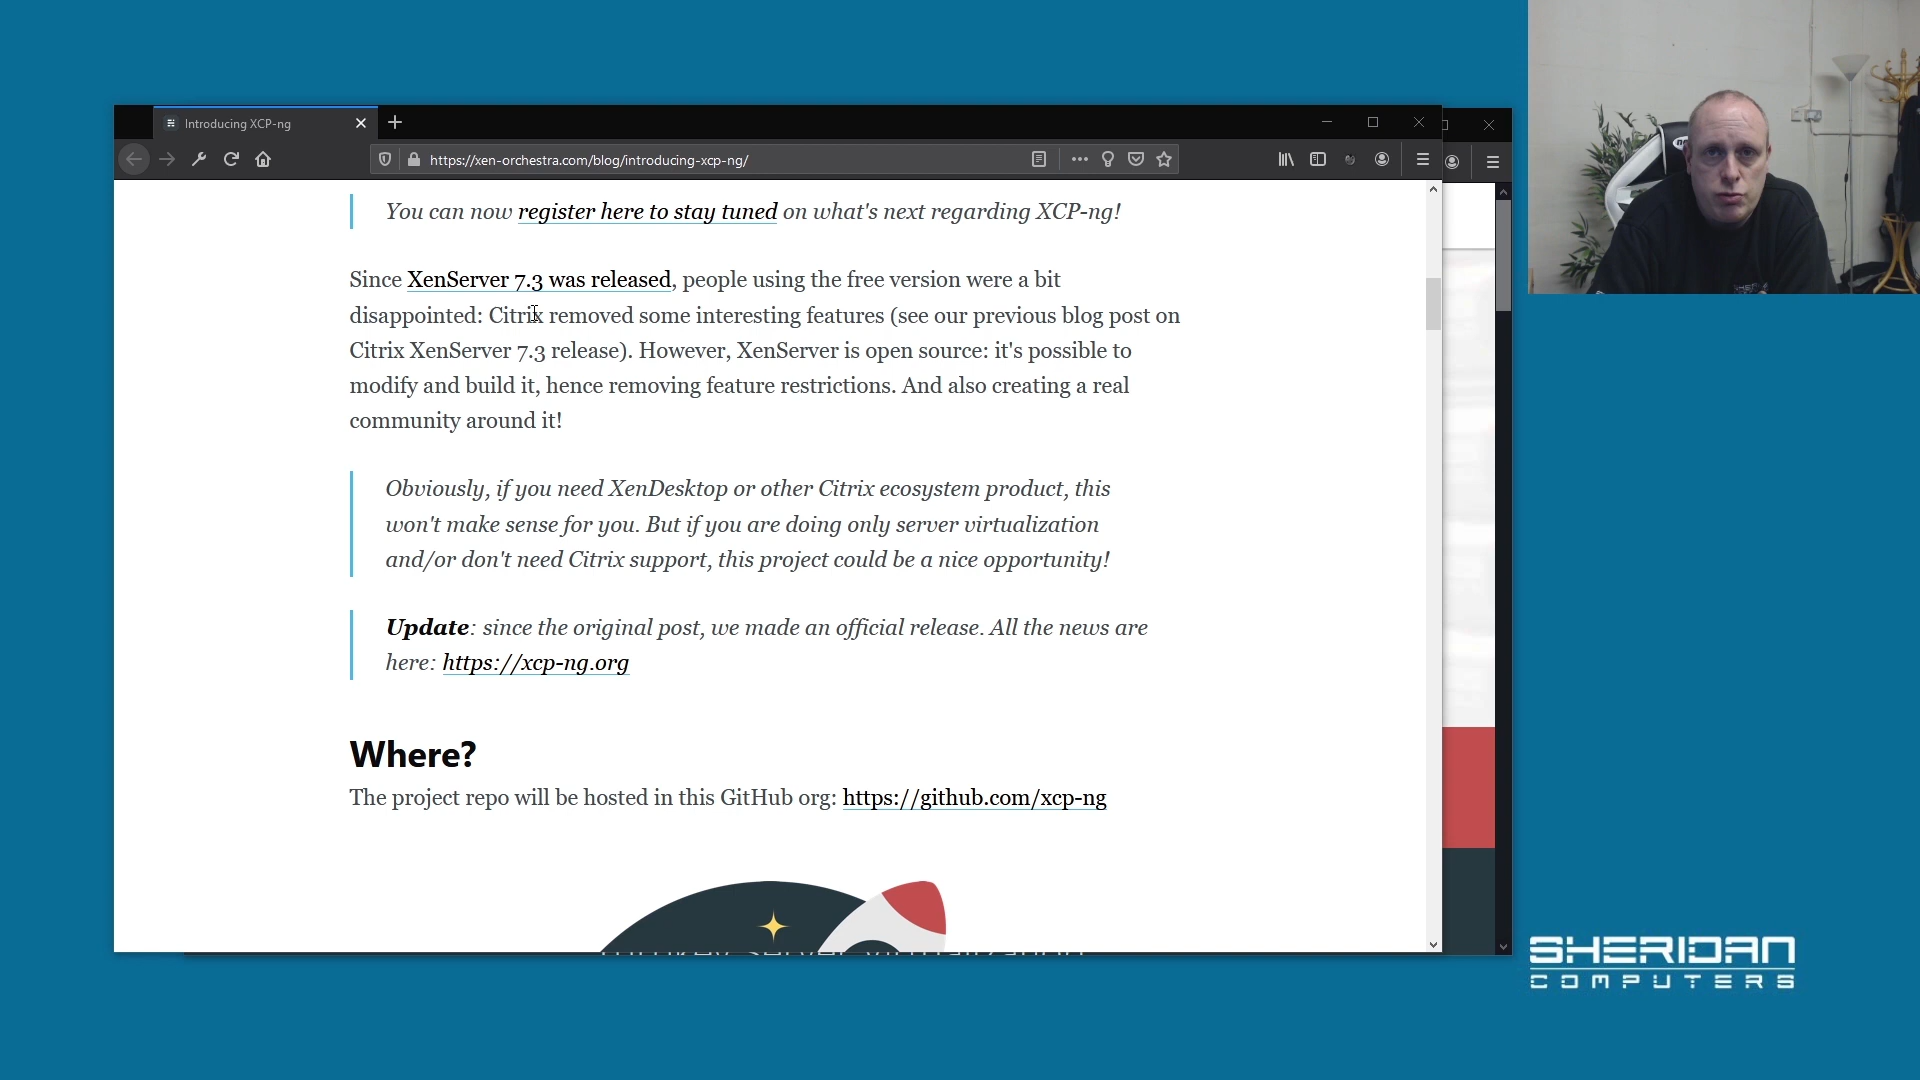 Introducing XCP-ng
https://xen-orchestra.com/blog/introducing-xcp-ng/
You can now register here to stay tuned on what's next regarding XCP-ng!
Since XenServer 7.3 was released, people using the free version were a bit
disappointed: Citrix removed some interesting features (see our previous blog post on
Citrix XenServer 7.3 release). However, XenServer is open source: it's possible to
modify and build it, hence removing feature restrictions. And also creating a real
community around it!
Obviously, if you need XenDesktop or other Citrix ecosystem product, this
won't make sense for you. But if you are doing only server virtualization
and/or don't need Citrix support, this project could be a nice opportunity!
Update: since the original post, we made an official release. All the news are
here: https://xcp-ng.org
Where?
The project repo will be hosted in this GitHub org: https://github.com/xcp-ng
SHERIDAN
COMPUTERS